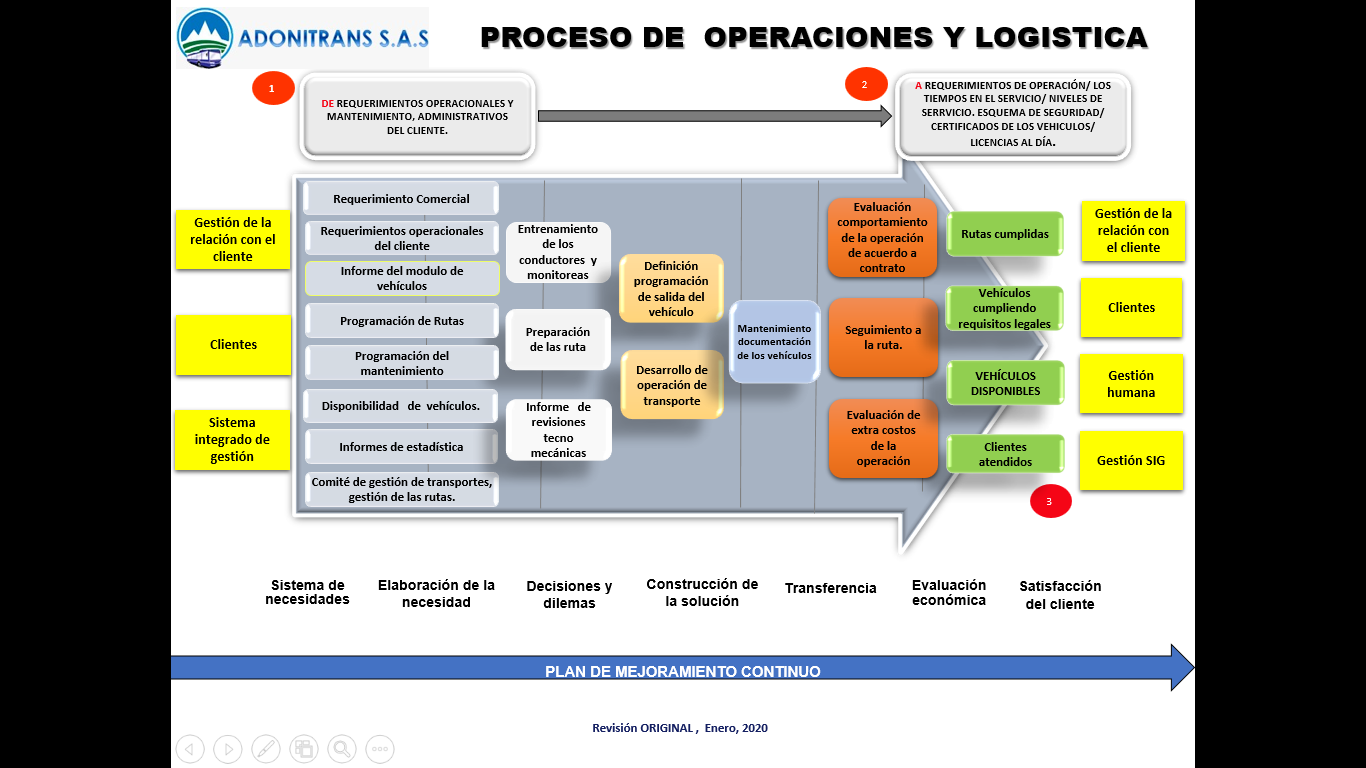 ADONITRANS S.A.S
PROCESO DE OPERACIONES Y LOGISTICA
1
DE REQUERIMIENTOS OPERACIONALES Y
MANTENIMIENTO, ADMINISTRATIVOS
DEL CLIENTE.
2
A REQUERIMIENTOS DE OPERACIÓN/ LOS
TIEMPOS EN EL SERVICIO/ NIVELES DE
SERRVICIO. ESQUEMA DE SEGURIDAD/
CERTIFICADOS DE LOS VEHICULOS/
LICENCIAS AL DÍA.
Gestión de la
relación con el
cliente
Clientes
Sistema
integrado de
gestión
Requerimiento Comercial
Requerimientos operacionales
del cliente
Informe del modulo de
vehículos
Programación de Rutas
Programación del
mantenimiento
Disponibilidad de vehículos.
Informes de estadística
Comité de gestión de transportes,
gestión de las rutas.
Entrenamiento
de los
conductores y
monitoreas
Preparación
de las ruta
Informe de
revisiones
tecno
mecánicas
Definición
programación
de salida del
vehículo
Desarrollo de
operación de
transporte
Mantenimiento
documentación
de los vehículos
Evaluación
comportamiento
de la operación
de acuerdo a
contrato
Seguimiento a
la ruta.
Evaluación de
extra costos
de la
operación
Rutas cumplidas
Vehículos
cumpliendo
requisitos legales
VEHÍCULOS
DISPONIBLES
Clientes
atendidos
3
Gestión de la
relación con
el cliente
Clientes
Gestión
humana
Gestión SIG
Sistema de
necesidades
Elaboración de la
necesidad
Decisiones y
dilemas
Construcción de
la solución
Transferencia
Evaluación
económica
Satisfacción
del cliente
PLAN DE MEJORAMIENTO CONTINUO
Revisión ORIGINAL , Enero, 2020